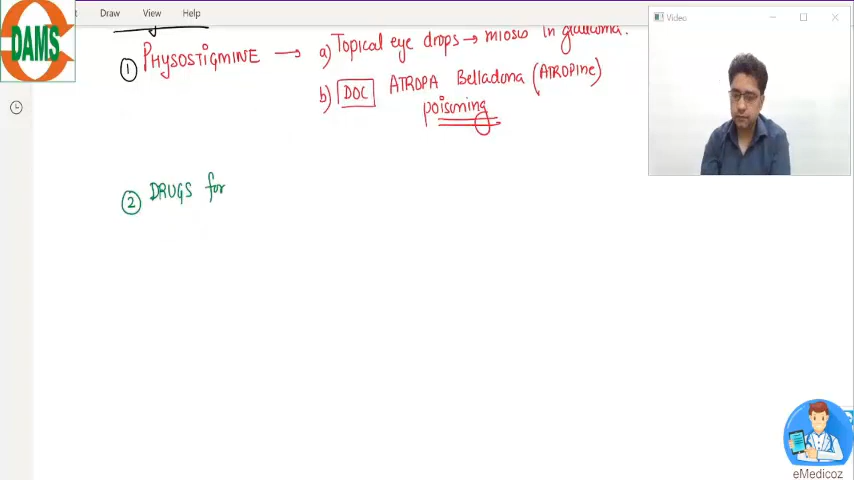 DAMS
Draw View Help
Video
① PHYSOSTIGMINE → a) Topical eye drops → miosis in glaucoma.
b) DOC ATROPA Belladona (ATROPINE)
poisoning
② DRUGS for
eMedicoz